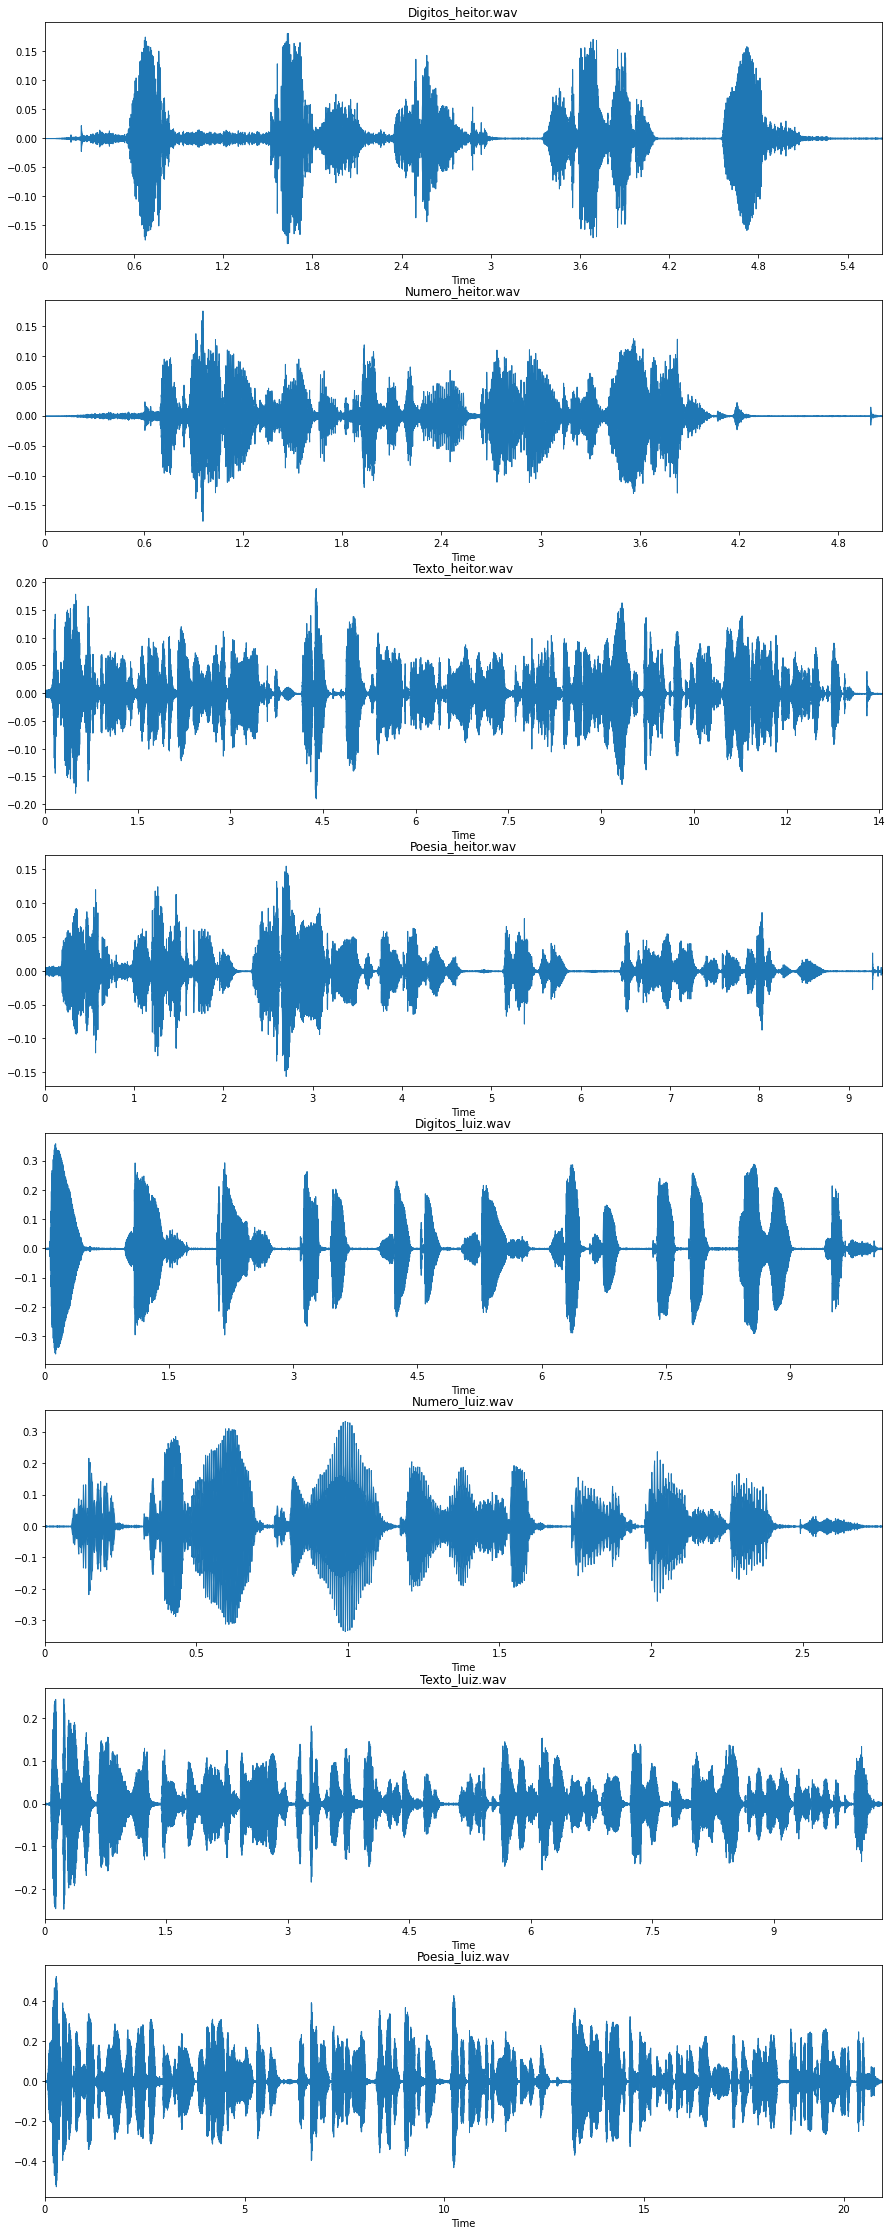 Digitos_heitor.wav
0.15
0.10
0.05
0.00
−0.05
−0.10
−0.15
0 0.6 1.2 1.8 2.4 3 3.6 4.2 4.8 5.4
Time
Numero_heitor.wav
0.15
0.10
0.05
0.00
−0.05
−0.10
−0.15
0 0.6 1.2 1.8 2.4 3 3.6 4.2 4.8
Time
Texto_heitor.wav
0.20
0.15
0.10
0.05
0.00
−0.05
−0.10
−0.15
−0.20
0 1.5 3 4.5 6 7.5 9 10 12 14
Time
Poesia_heitor.wav
0.15
0.10
0.05
0.00
−0.05
−0.10
−0.15
0 1 2 3 4 5 6 7 8 9
Time
Digitos_luiz.wav
0.3
0.2
0.1
0.0
−0.1
−0.2
−0.3
0 1.5 3 4.5 6 7.5 9
Time
Numero_luiz.wav
0.3
0.2
0.1
0.0
−0.1
−0.2
−0.3
0 0.5 1 1.5 2 2.5
Time
Texto_luiz.wav
0.2
0.1
0.0
−0.1
−0.2
0 1.5 3 4.5 6 7.5 9
Time
Poesia_luiz.wav
0.4
0.2
0.0
−0.2
−0.4
0 5 10 15 20
Time